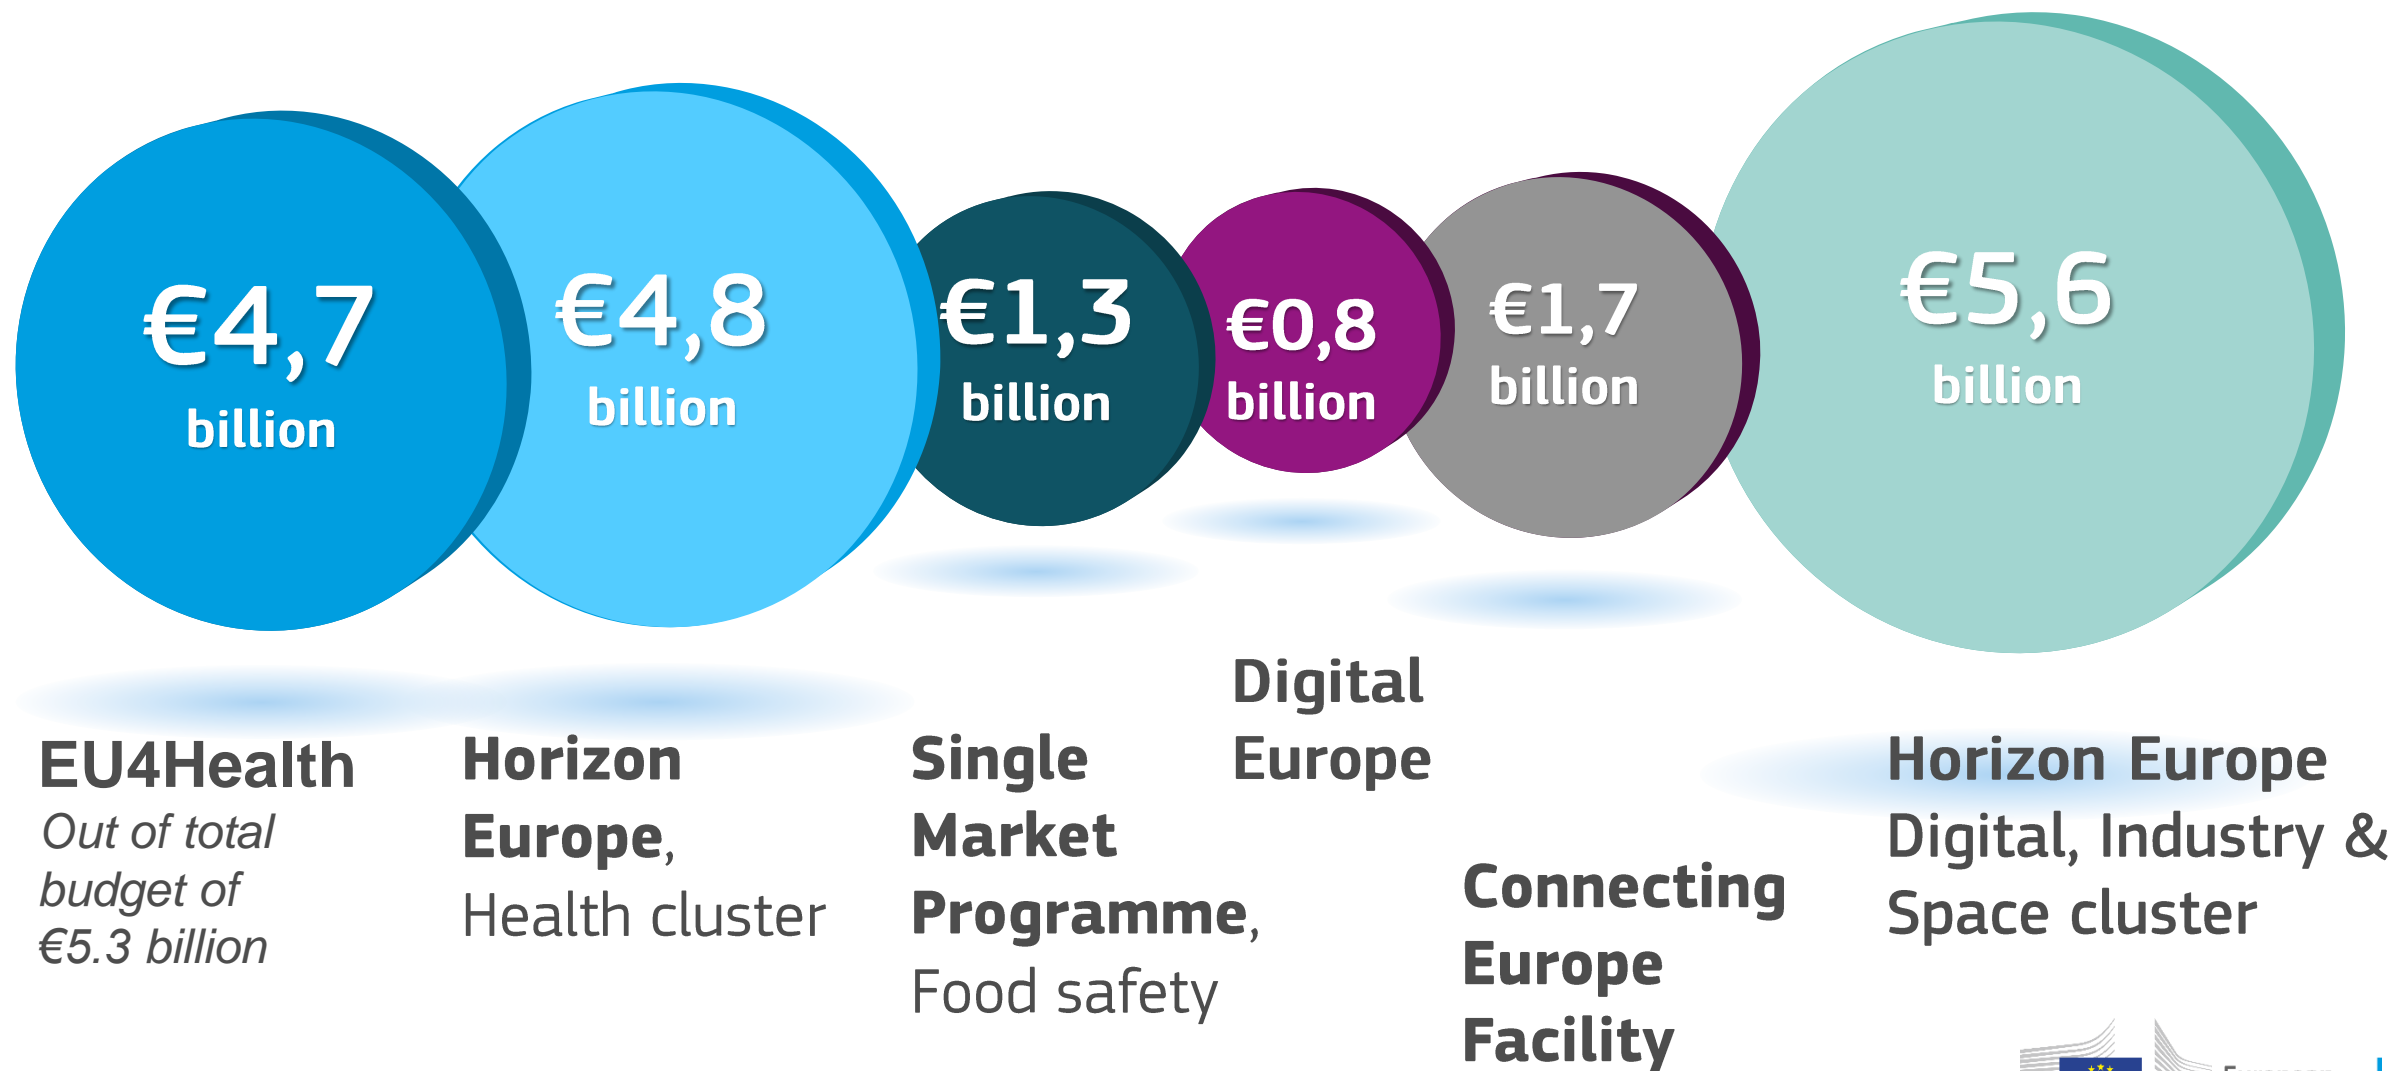 €4,7
billion
€4,8
billion
€1,3
billion
€0,8
billion
€1,7
billion
€5,6
billion
EU4Health
Out of total
budget of
€5.3 billion
Horizon
Europe,
Health cluster
Single
Market
Programme,
Food safety
Digital
Europe
Connecting
Europe
Facility
Horizon Europe
Digital, Industry &
Space cluster